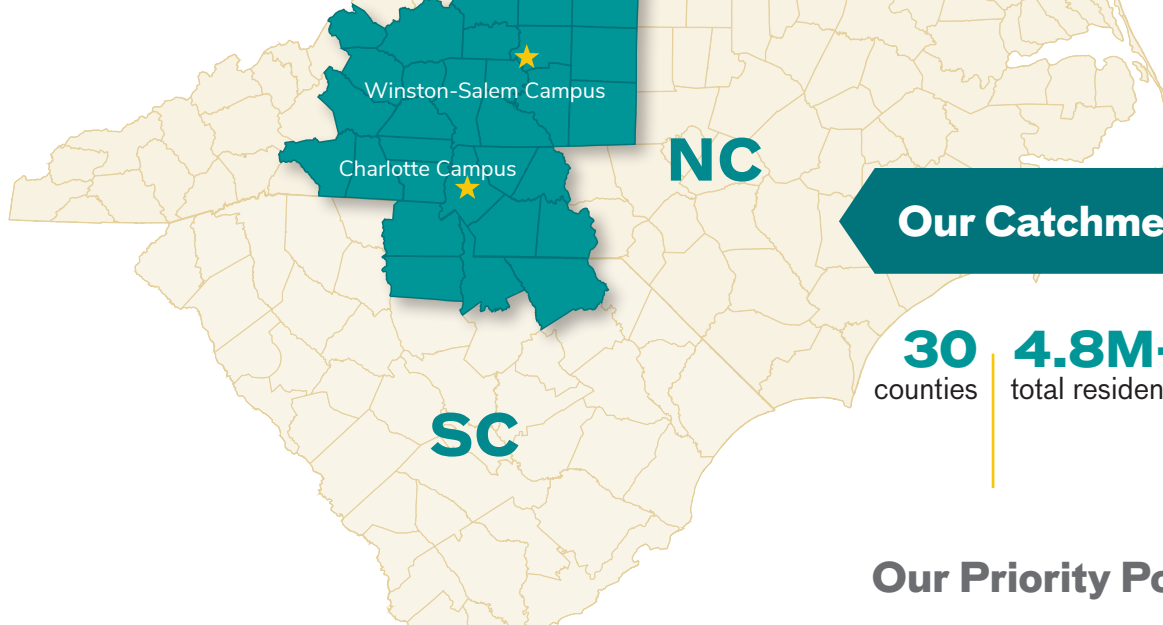 Winston-Salem Campus
Charlotte Campus
NC
SC
Our Catchme
30
counties
4.8M
total residen
Our Priority Po